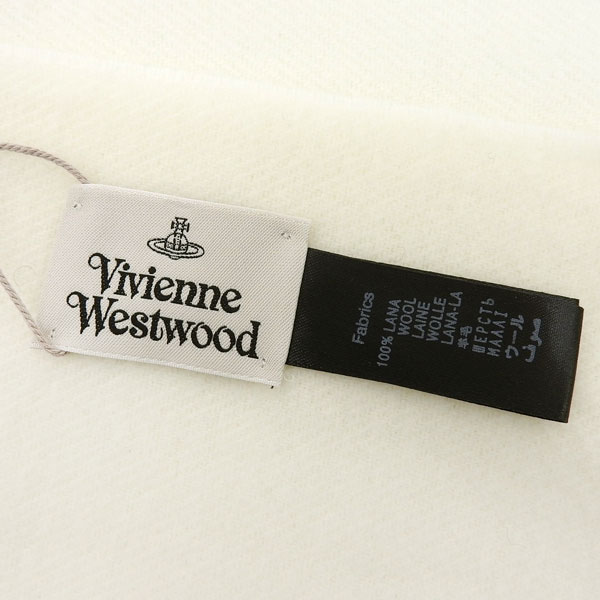 Vivienne
Westwood
Fabrics
100% LANA
WOOL
LAINE
WOLLE
LANA-LA
羊毛
ШЕРСТЬ
ΜΑΛΛΙ
ウール
صوف